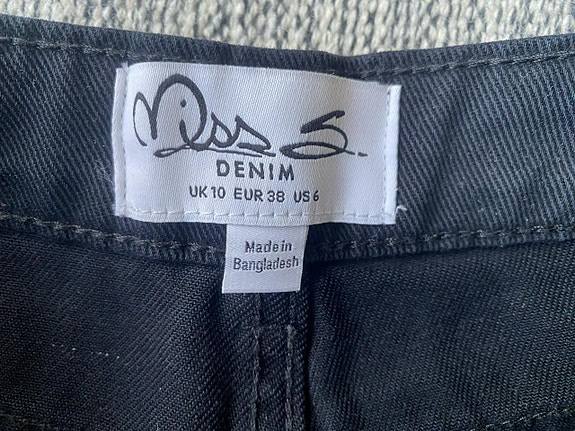 Miss S.
DENIM
UK 10 EUR 38 US 6
Made in
Bangladesh